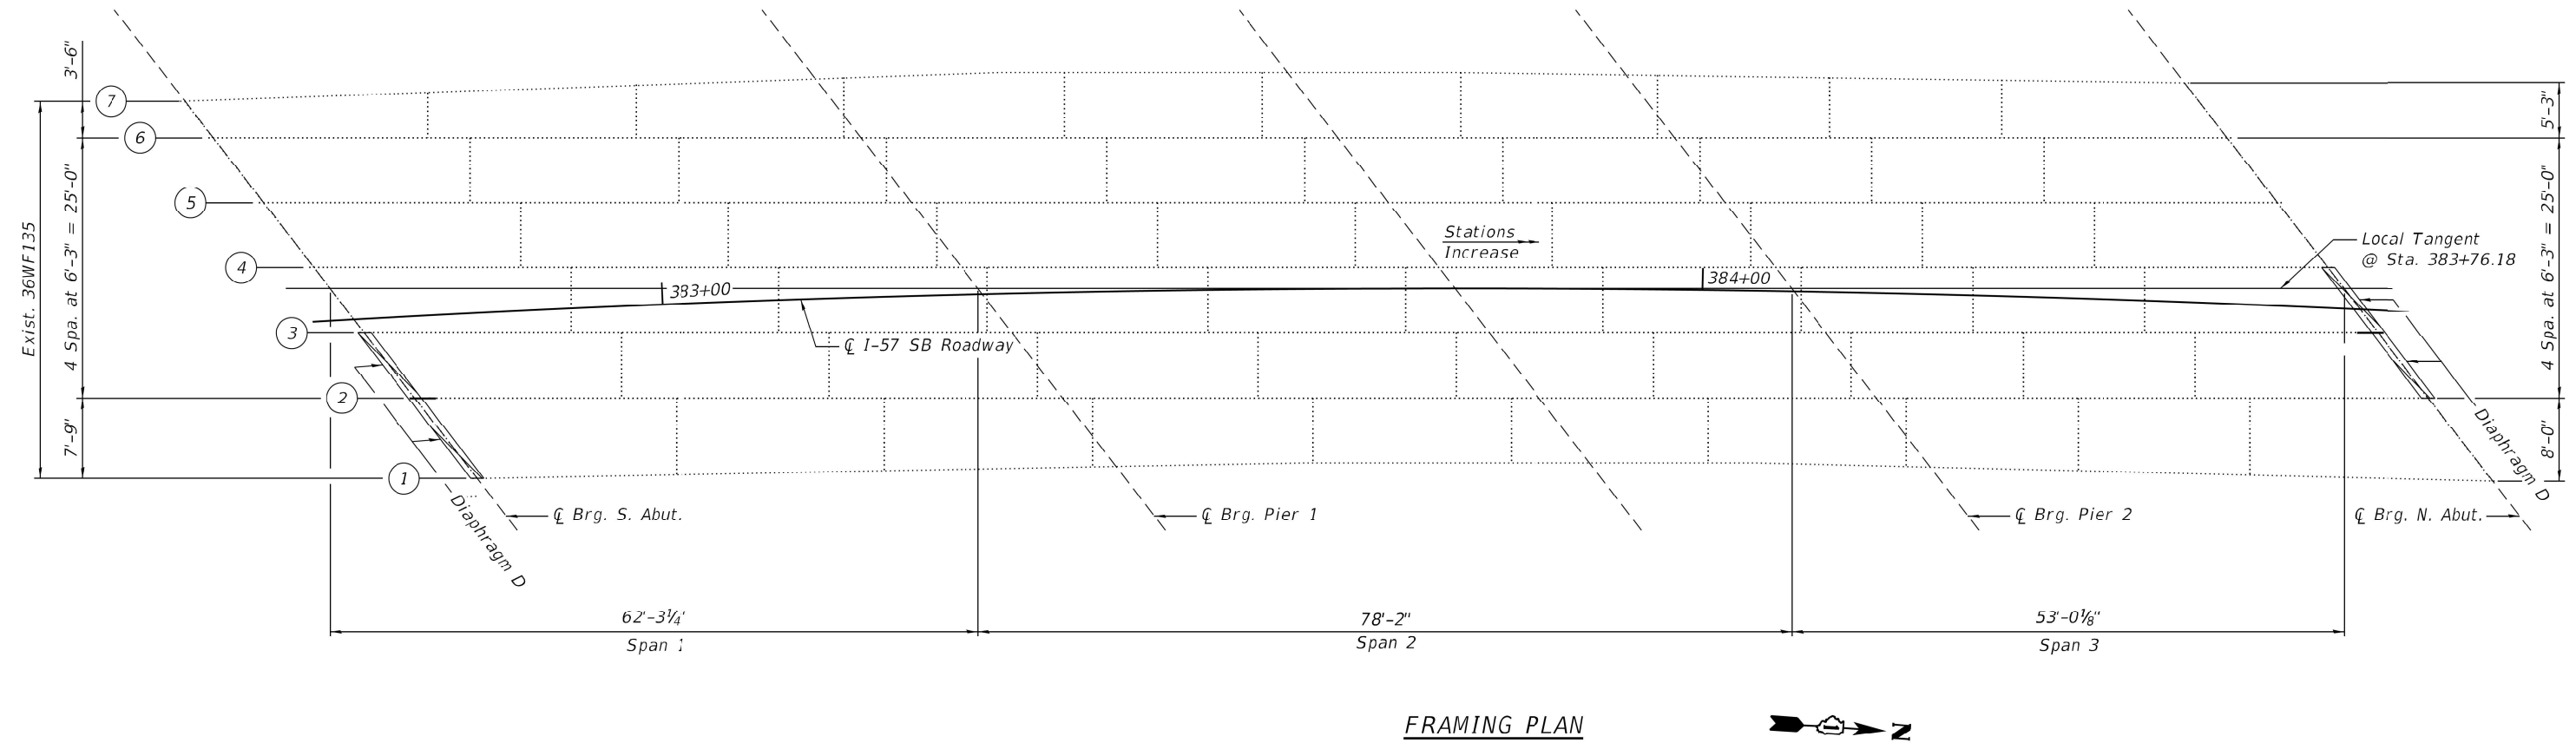 3'-6"
7
6
5
4
3
2
1
Exist. 36WF135
4 Spa. at 6'-3" = 25'-0"
7'-9"
5'-3"
4 Spa. at 6'-3" = 25'-0"
8'-0"
Stations
Increase
Local Tangent
@ Sta. 383+76.18
383+00
384+00
℄ I-57 SB Roadway
Diaphragm D
℄ Brg. S. Abut.
℄ Brg. Pier 1
℄ Brg. Pier 2
℄ Brg. N. Abut.
Diaphragm D
62'-3¼"
Span 1
78'-2"
Span 2
53'-0⅛"
Span 3
FRAMING PLAN
N